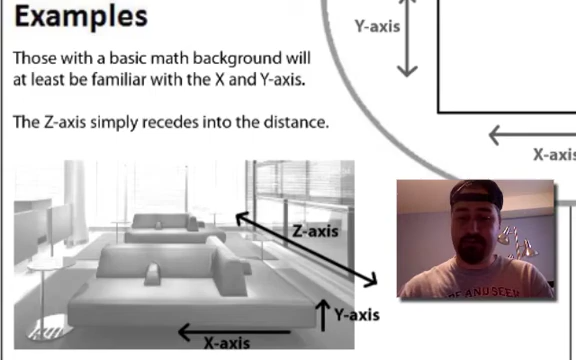 Examples
Those with a basic math background will
at least be familiar with the X and Y-axis.
The Z-axis simply recedes into the distance.
Y-axis
X-axis
Z-axis
Y-axis
X-axis